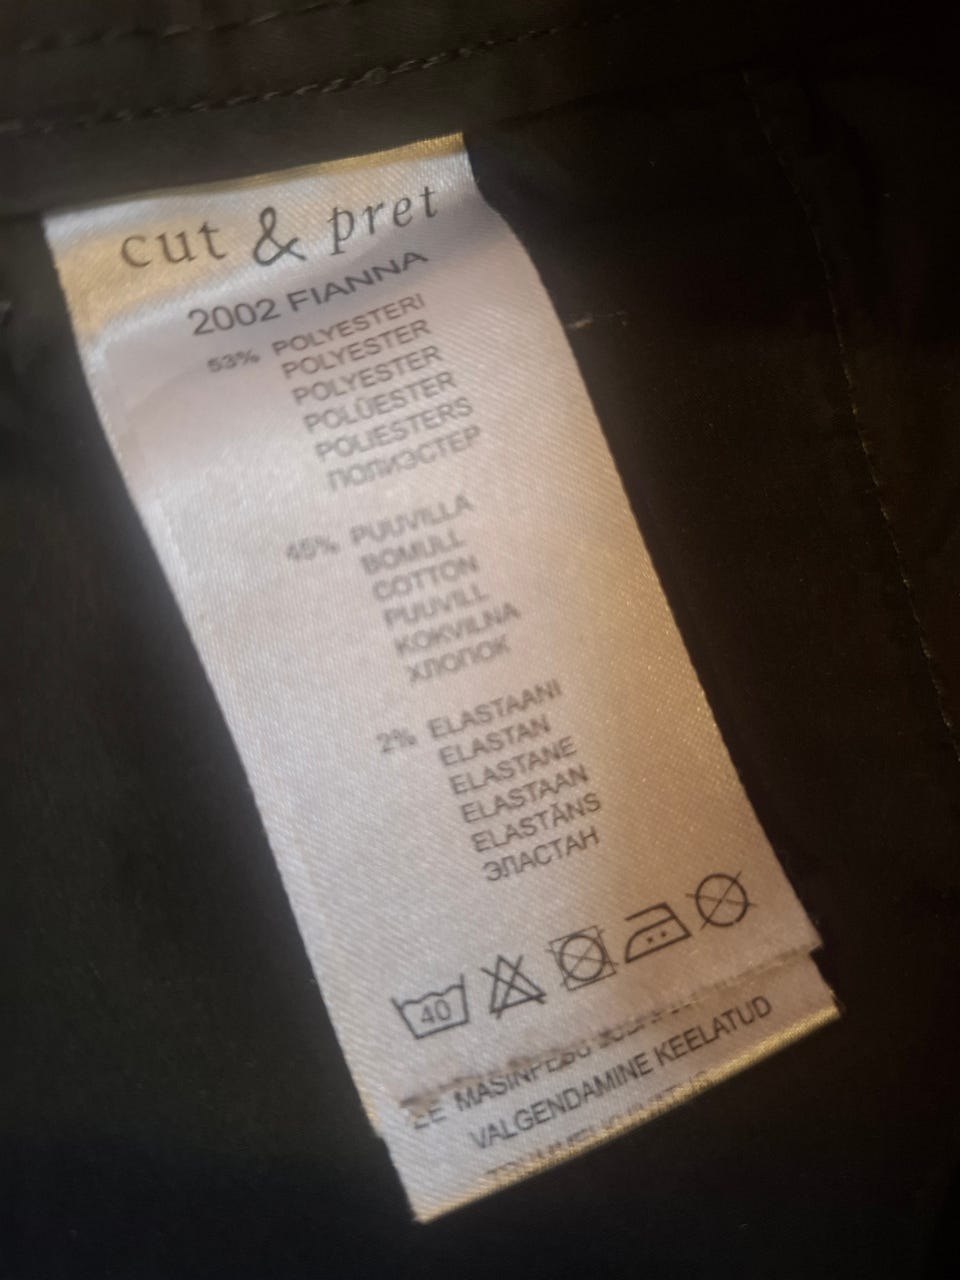 cut & pret
2002 FIANNA
53% POLYESTERI
POLYESTER
POLYESTER
POLÜESTER
POLIESTERS
ПОЛИЭСТЕР
45% PUUVILLA
BOMULL
COTTON
PUUVILL
KOKVILNA
ХЛОПОК
2% ELASTAANI
ELASTAN
ELASTANE
ELASTAAN
ELASTĀNS
ЭЛАСТАН
40
EE MASINPESU
VALGENDAMINE KEELATUD